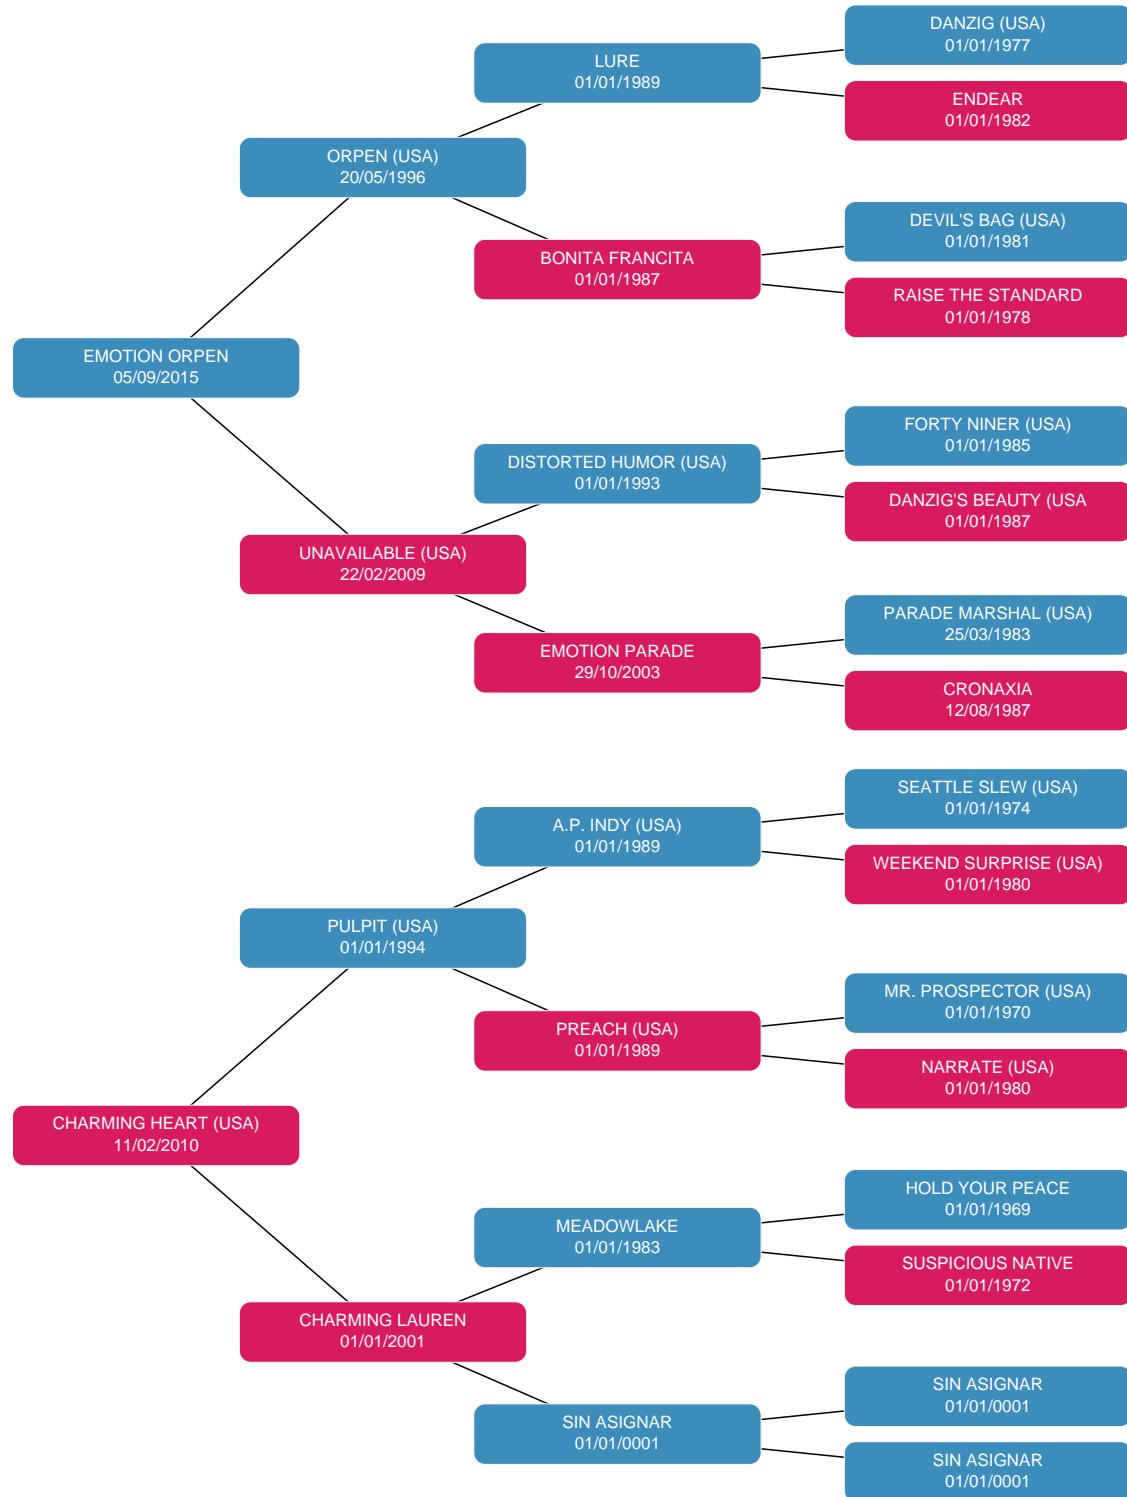 DANZIG (USA)
01/01/1977
LURE
01/01/1989
ENDEAR
01/01/1982
ORPEN (USA)
20/05/1996
DEVIL'S BAG (USA)
01/01/1981
BONITA FRANCITA
01/01/1987
RAISE THE STANDARD
01/01/1978
EMOTION ORPEN
05/09/2015
FORTY NINER (USA)
01/01/1985
DISTORTED HUMOR (USA)
01/01/1993
DANZIG'S BEAUTY (USA
01/01/1987
UNAVAILABLE (USA)
22/02/2009
PARADE MARSHAL (USA)
25/03/1983
EMOTION PARADE
29/10/2003
CRONAXIA
12/08/1987
SEATTLE SLEW (USA)
01/01/1974
A.P. INDY (USA)
01/01/1989
WEEKEND SURPRISE (USA)
01/01/1980
PULPIT (USA)
01/01/1994
MR. PROSPECTOR (USA)
01/01/1970
PREACH (USA)
01/01/1989
NARRATE (USA)
01/01/1980
CHARMING HEART (USA)
11/02/2010
HOLD YOUR PEACE
01/01/1969
MEADOWLAKE
01/01/1983
SUSPICIOUS NATIVE
01/01/1972
CHARMING LAUREN
01/01/2001
SIN ASIGNAR
01/01/0001
SIN ASIGNAR
01/01/0001
SIN ASIGNAR
01/01/0001